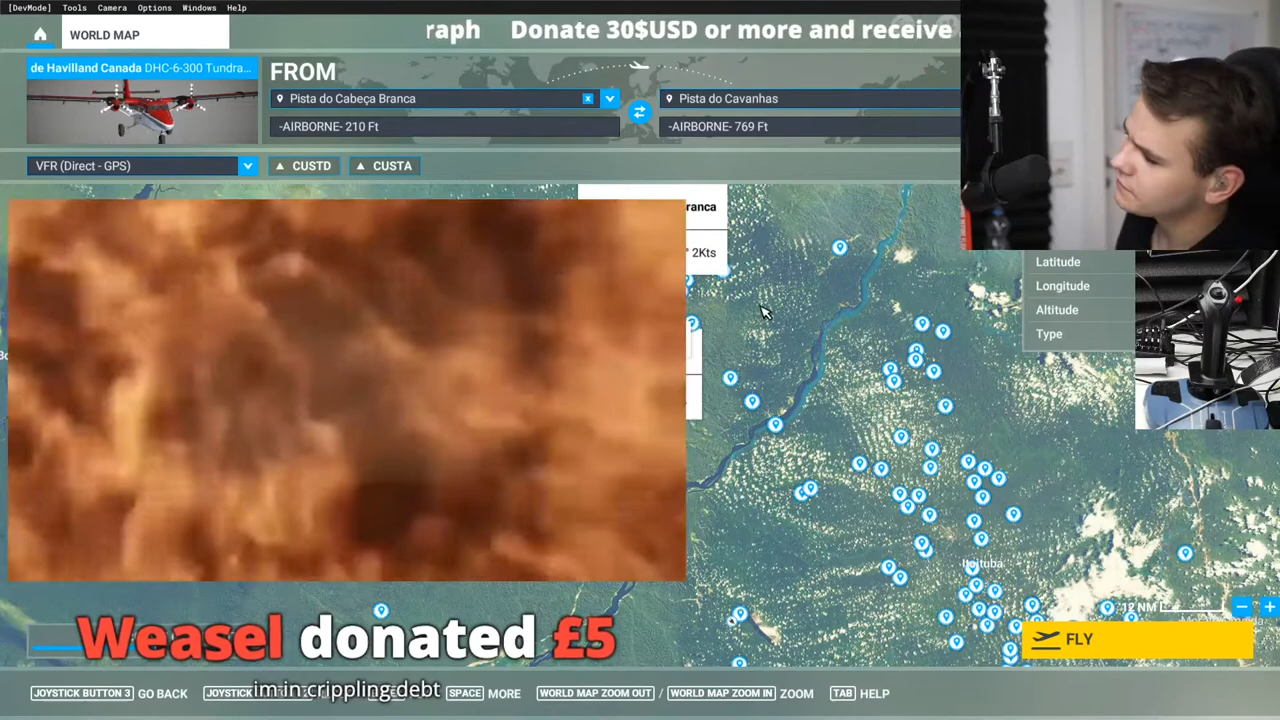 [DevMode] Tools Camera Options Windows Help
WORLD MAP
raph Donate 30$USD or more and receive
de Havilland Canada DHC-6-300 Tundra...
FROM
Pista do Cabeça Branca x
Pista do Cavanhas
-AIRBORNE- 210 Ft
-AIRBORNE- 769 Ft
VFR (Direct - GPS)
CUSTD
CUSTA
ranca
° 2Kts
Latitude
Longitude
Altitude
Type
Itaituba
12 NM
Weasel donated £5
im in crippling debt
FLY
JOYSTICK BUTTON 3 GO BACK
JOYSTICK
SPACE MORE
WORLD MAP ZOOM OUT / WORLD MAP ZOOM IN ZOOM
TAB HELP